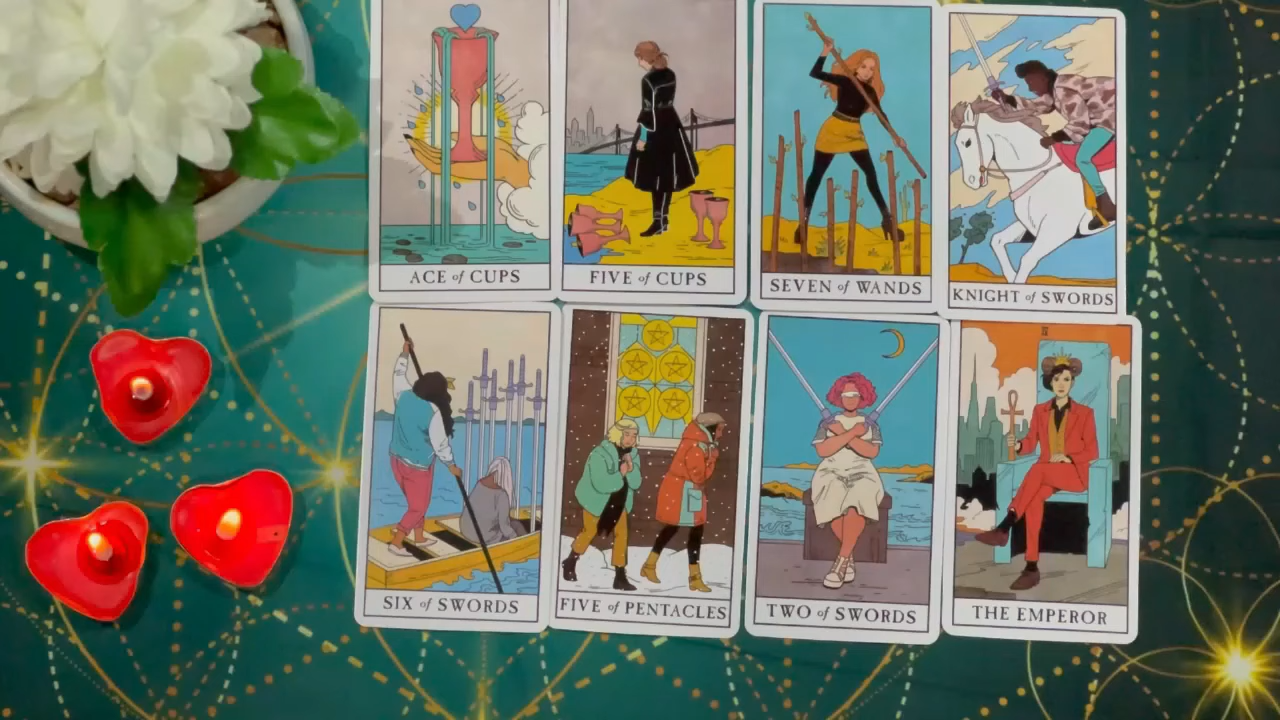 ACE of CUPS
FIVE of CUPS
SEVEN of WANDS
KNIGHT of SWORDS
IV
SIX of SWORDS
FIVE of PENTACLES
TWO of SWORDS
THE EMPEROR